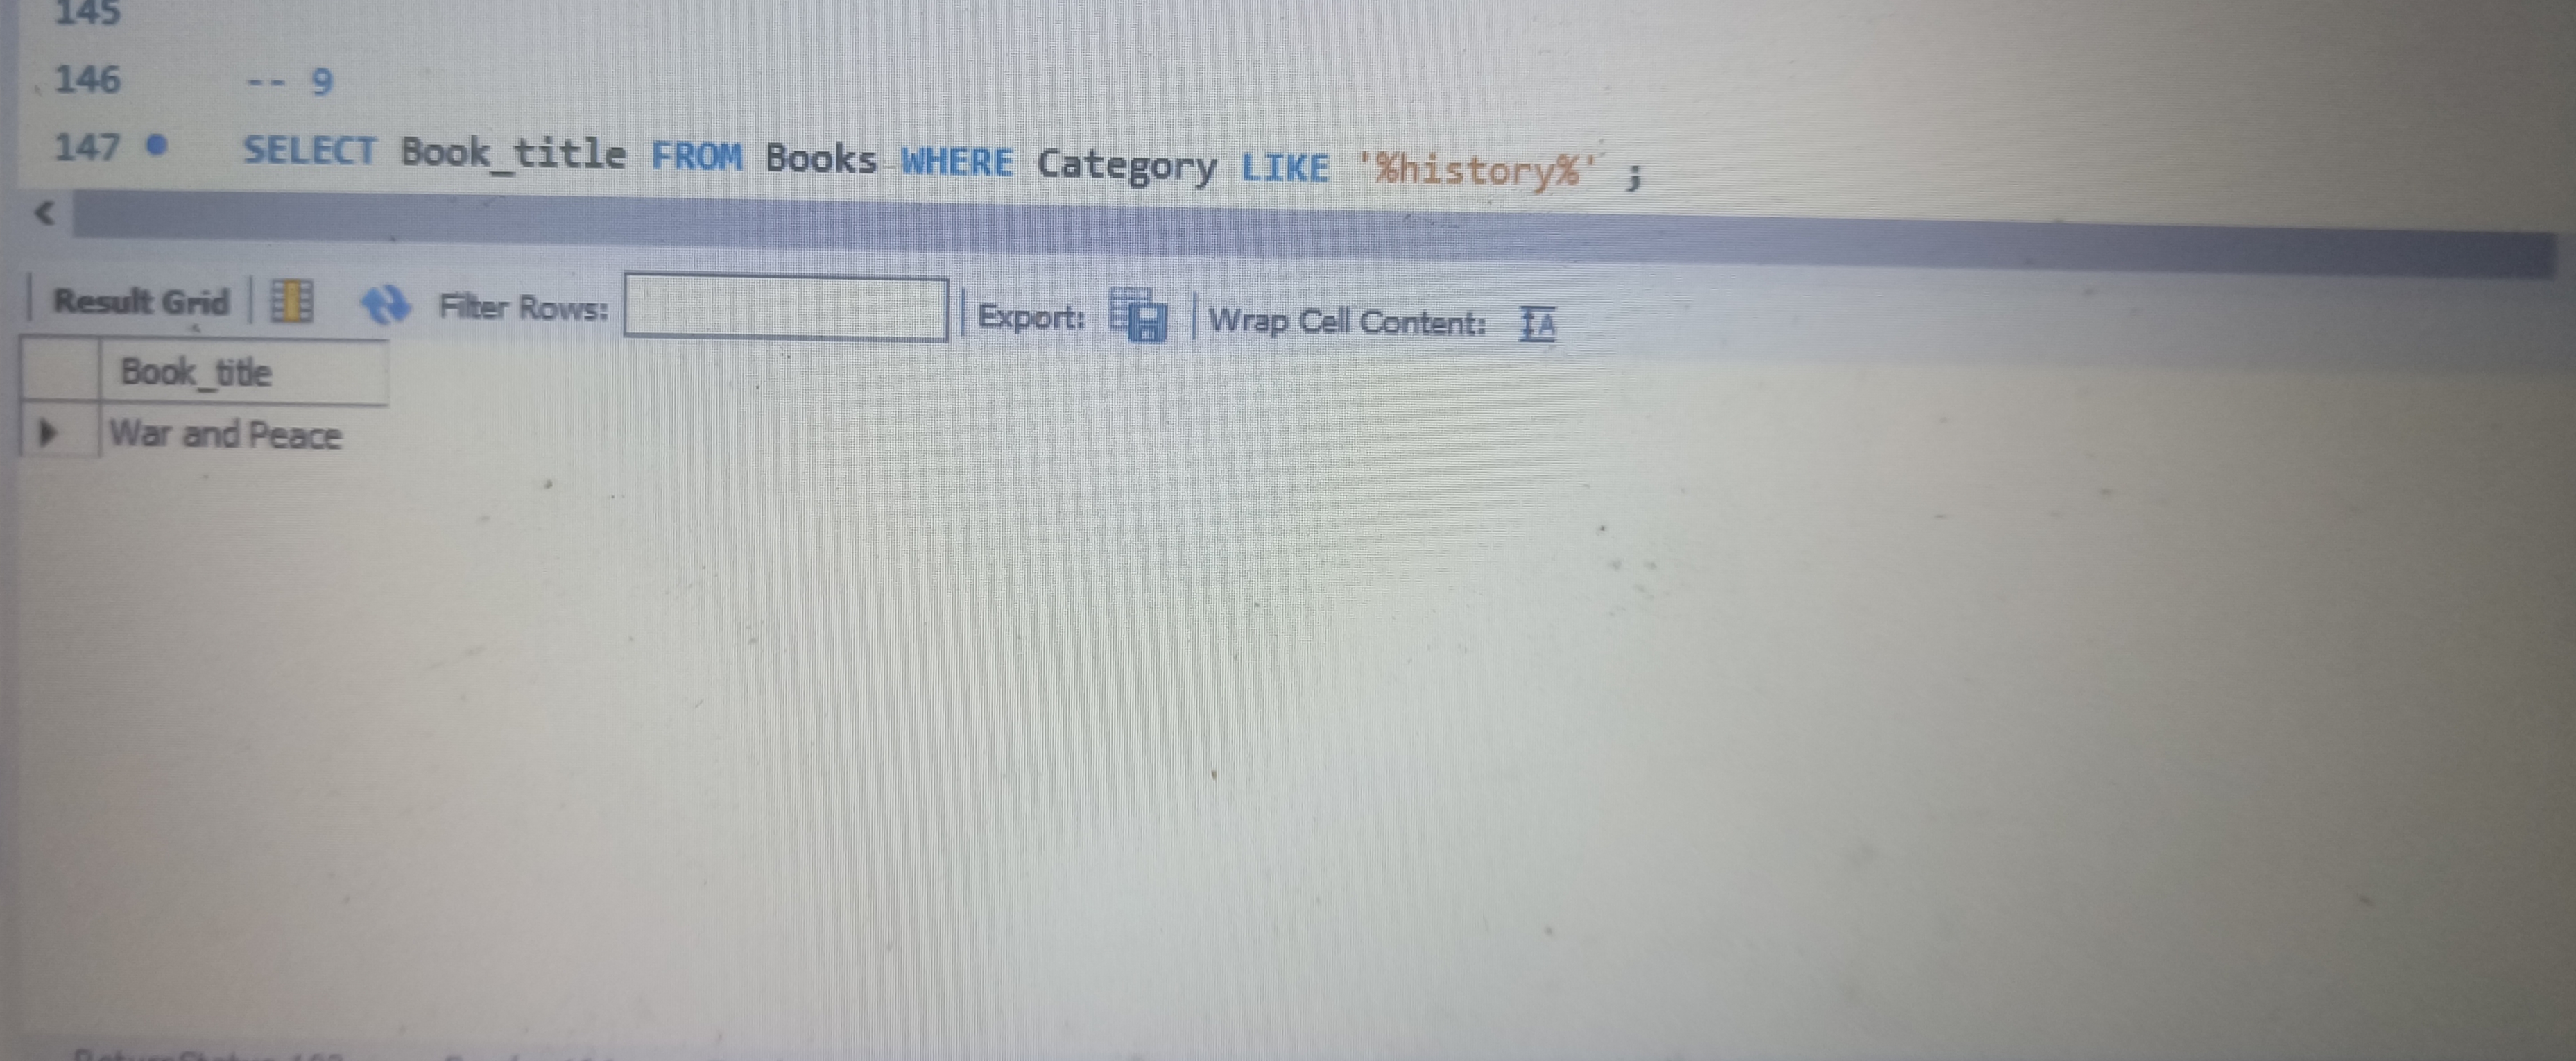 145
146 -- 9
147 SELECT Book_title FROM Books WHERE Category LIKE '%history%' ;
Result Grid Filter Rows: Export: Wrap Cell Content: IA
Book_title
War and Peace